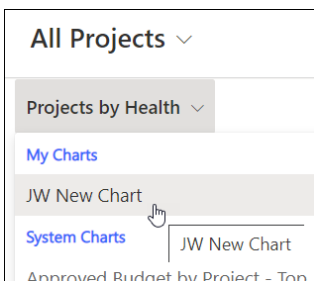 All Projects
Projects by Health
My Charts
JW New Chart
System Charts
JW New Chart
Approved Budget by Project - Top